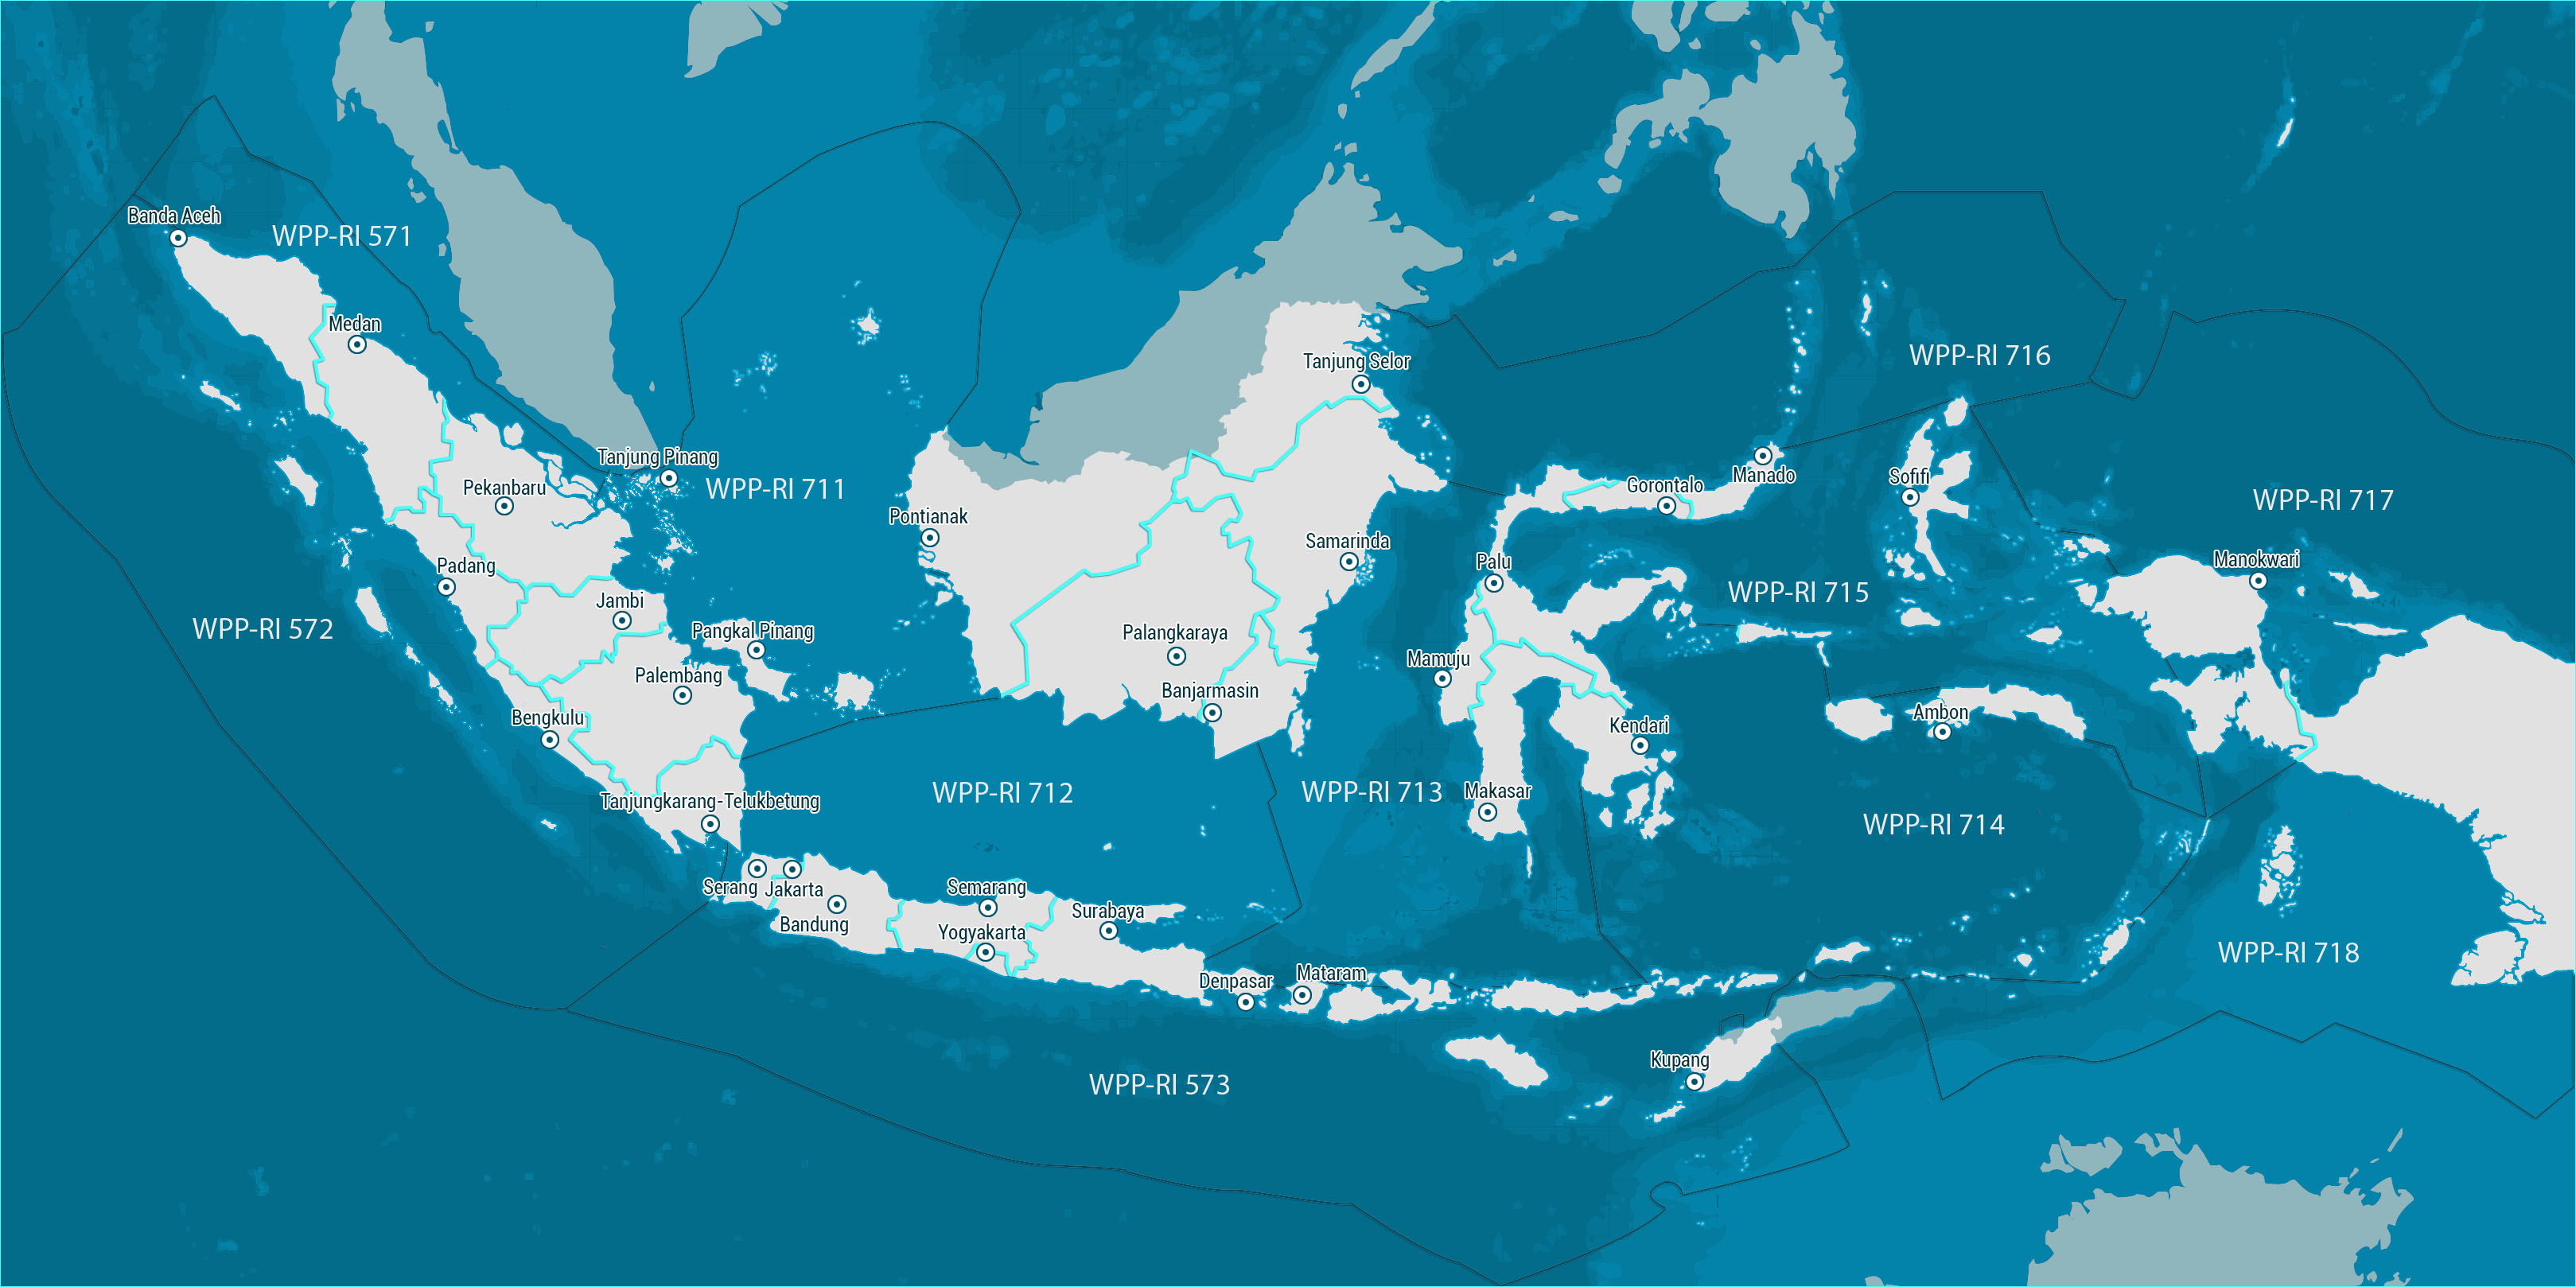 Banda Aceh
WPP-RI 571
Medan
WPP-RI 716
Tanjung Selor
Tanjung Pinang
Manado
Sofifi
Pekanbaru
WPP-RI 711
Gorontalo
WPP-RI 717
Pontianak
Samarinda
Palu
Manokwari
Padang
WPP-RI 715
Jambi
WPP-RI 572
Pangkal Pinang
Palangkaraya
Mamuju
Palembang
Banjarmasin
Bengkulu
Ambon
Kendari
WPP-RI 712
WPP-RI 713
Makasar
Tanjungkarang-Telukbetung
WPP-RI 714
Serang
Jakarta
Semarang
Surabaya
Bandung
Yogyakarta
WPP-RI 718
Denpasar
Mataram
Kupang
WPP-RI 573